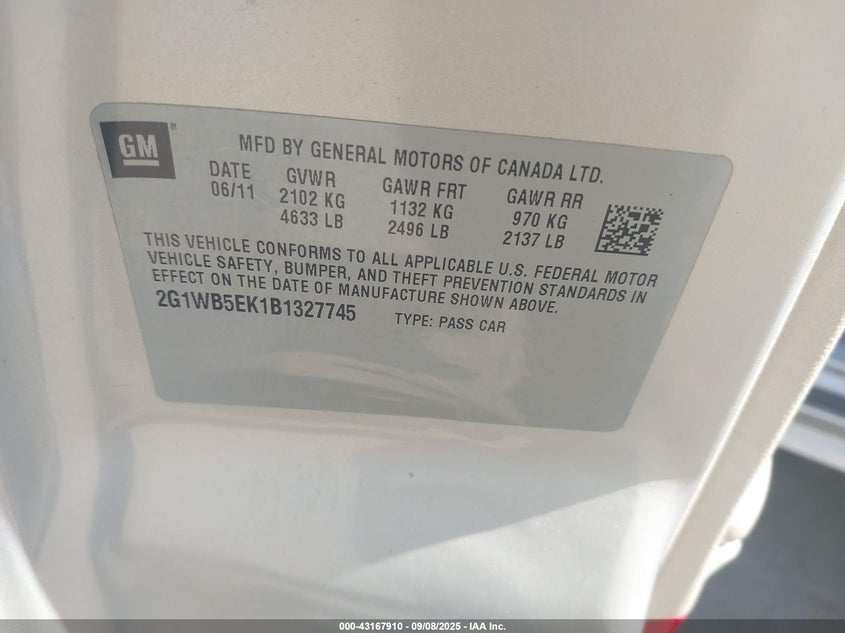 GM®
MFD BY GENERAL MOTORS OF CANADA LTD.
DATE GVWR GAWR FRT GAWR RR
06/11 2102 KG 1132 KG 970 KG
4633 LB 2496 LB 2137 LB
THIS VEHICLE CONFORMS TO ALL APPLICABLE U.S. FEDERAL MOTOR
VEHICLE SAFETY, BUMPER, AND THEFT PREVENTION STANDARDS IN
EFFECT ON THE DATE OF MANUFACTURE SHOWN ABOVE.
2G1WB5EK1B1327745 TYPE: PASS CAR
000-43167910 - 09/08/2025 - IAA Inc.